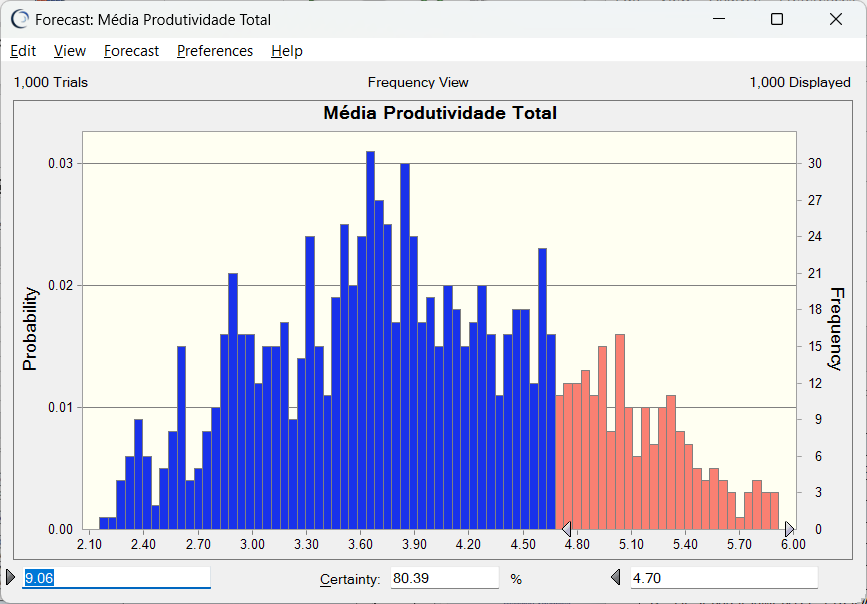 Forecast: Média Produtividade Total
Edit View Forecast Preferences Help
1,000 Trials Frequency View 1,000 Displayed
Média Produtividade Total
Probability
0.03
0.02
0.01
0.00
30
27
24
21
18
15
12
9
6
3
0
Frequency
2.10 2.40 2.70 3.00 3.30 3.60 3.90 4.20 4.50 4.80 5.10 5.40 5.70 6.00
9.06 Certainty: 80.39 % 4.70